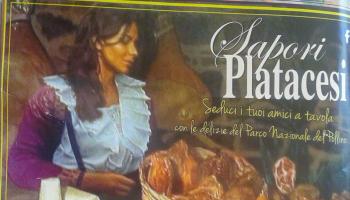 Sapori
Platacesi
Seduci i tuoi amici a tavola
con le delizie del Parco Nazionale del Pollino